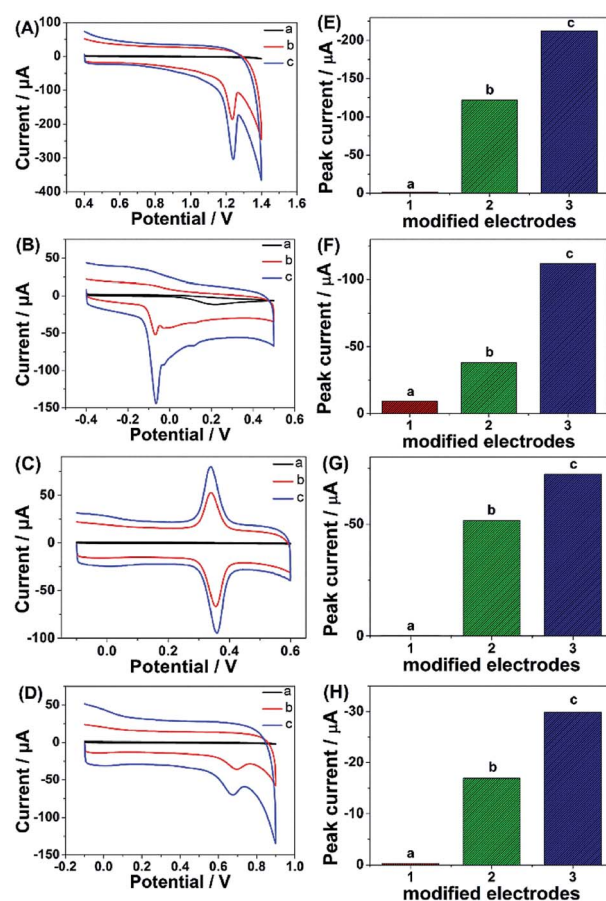 (A)
100
0
-100
-200
-300
-400
Current / µA
0.4 0.6 0.8 1.0 1.2 1.4 1.6
Potential / V
a
b
c
(E)
-200
-150
-100
-50
0
Peak current / µA
a
b
c
1 2 3
modified electrodes
(B)
50
0
-50
-100
-150
Current / µA
-0.4 -0.2 0.0 0.2 0.4 0.6
Potential / V
a
b
c
(F)
-100
-50
0
Peak current / µA
a
b
c
1 2 3
modified electrodes
(C)
50
0
-50
-100
Current / µA
0.0 0.2 0.4 0.6
Potential / V
a
b
c
(G)
-50
0
Peak current / µA
a
b
c
1 2 3
modified electrodes
(D)
50
0
-50
-100
-150
Current / µA
-0.2 0.0 0.2 0.4 0.6 0.8 1.0
Potential / V
a
b
c
(H)
-30
-20
-10
0
Peak current / µA
a
b
c
1 2 3
modified electrodes